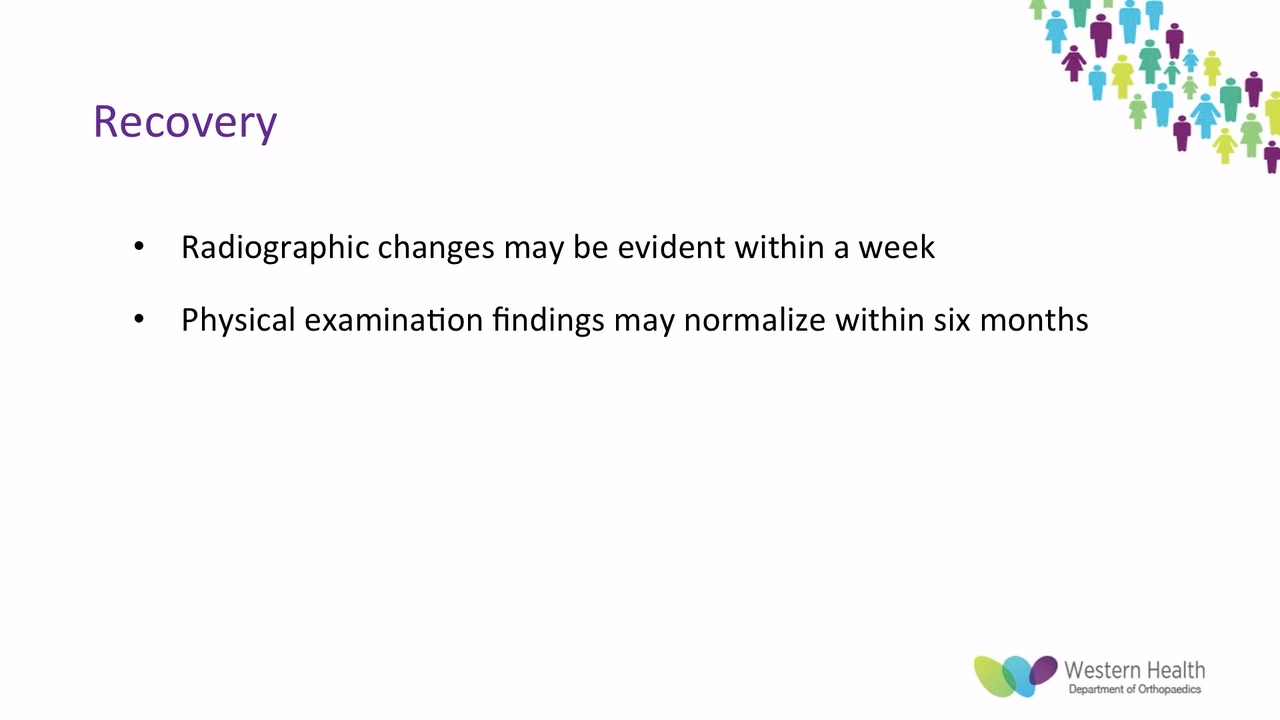 Recovery
• Radiographic changes may be evident within a week
• Physical examination findings may normalize within six months
Western Health
Department of Orthopaedics